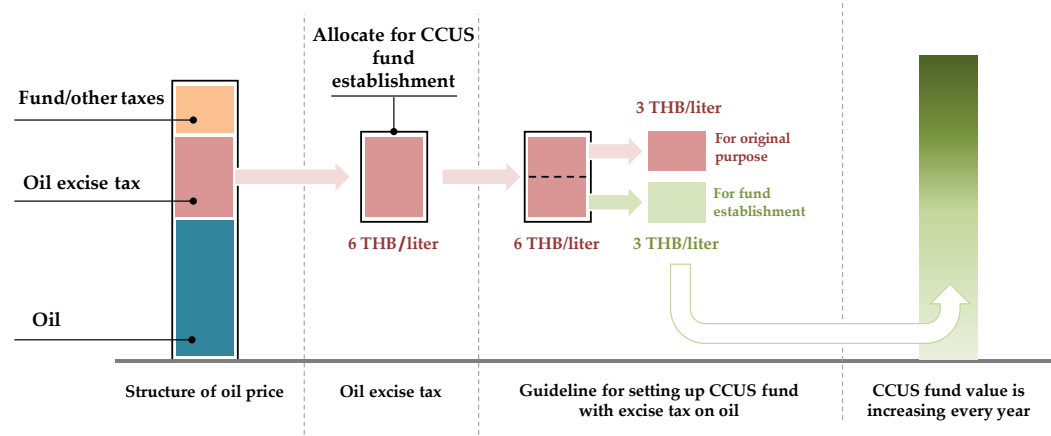 Fund/other taxes
Oil excise tax
Oil
Structure of oil price
Allocate for CCUS
fund
establishment
6 THB/liter
Oil excise tax
6 THB/liter
3 THB/liter
For original
purpose
For fund
establishment
3 THB/liter
Guideline for setting up CCUS fund
with excise tax on oil
CCUS fund value is
increasing every year